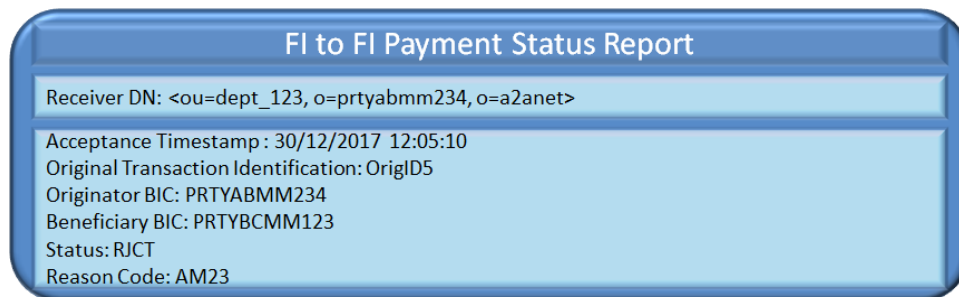 FI to FI Payment Status Report
Receiver DN: <ou=dept_123, o=prtyabmm234, o=a2anet>
Acceptance Timestamp : 30/12/2017 12:05:10
Original Transaction Identification: OrigID5
Originator BIC: PRTYABMM234
Beneficiary BIC: PRTYBCMM123
Status: RJCT
Reason Code: AM23